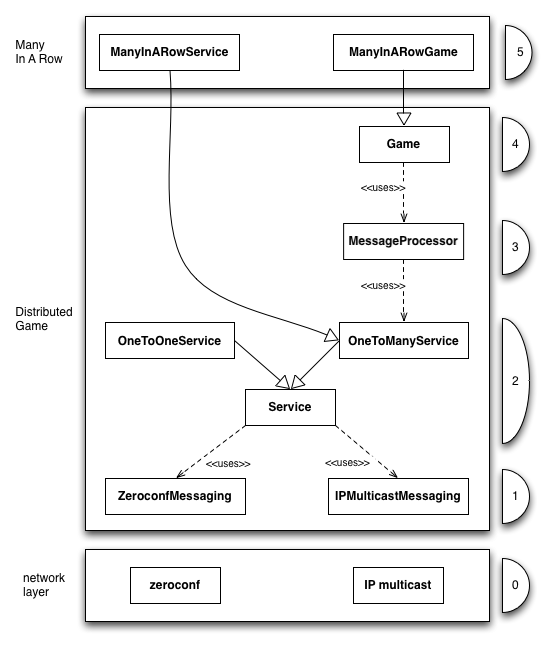 Many
In A Row
ManyInARowService
ManyInARowGame
5
Game
4
<<uses>>
MessageProcessor
3
<<uses>>
Distributed
Game
OneToOneService
OneToManyService
2
Service
<<uses>>
<<uses>>
ZeroconfMessaging
IPMulticastMessaging
1
network
layer
zeroconf
IP multicast
0